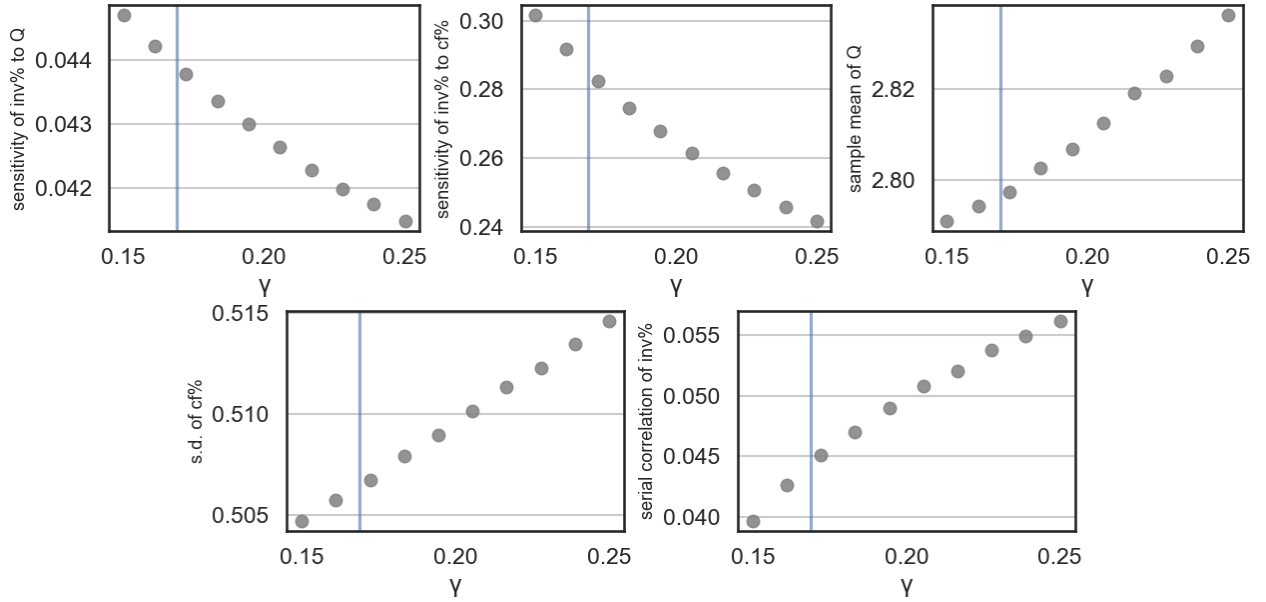 sensitivity of inv% to Q
0.044
0.043
0.042
0.15 0.20 0.25
γ
sensitivity of inv% to cf%
0.30
0.28
0.26
0.24
0.15 0.20 0.25
γ
sample mean of Q
2.82
2.80
0.15 0.20 0.25
γ
s.d. of cf%
0.515
0.510
0.505
0.15 0.20 0.25
γ
serial correlation of inv%
0.055
0.050
0.045
0.040
0.15 0.20 0.25
γ